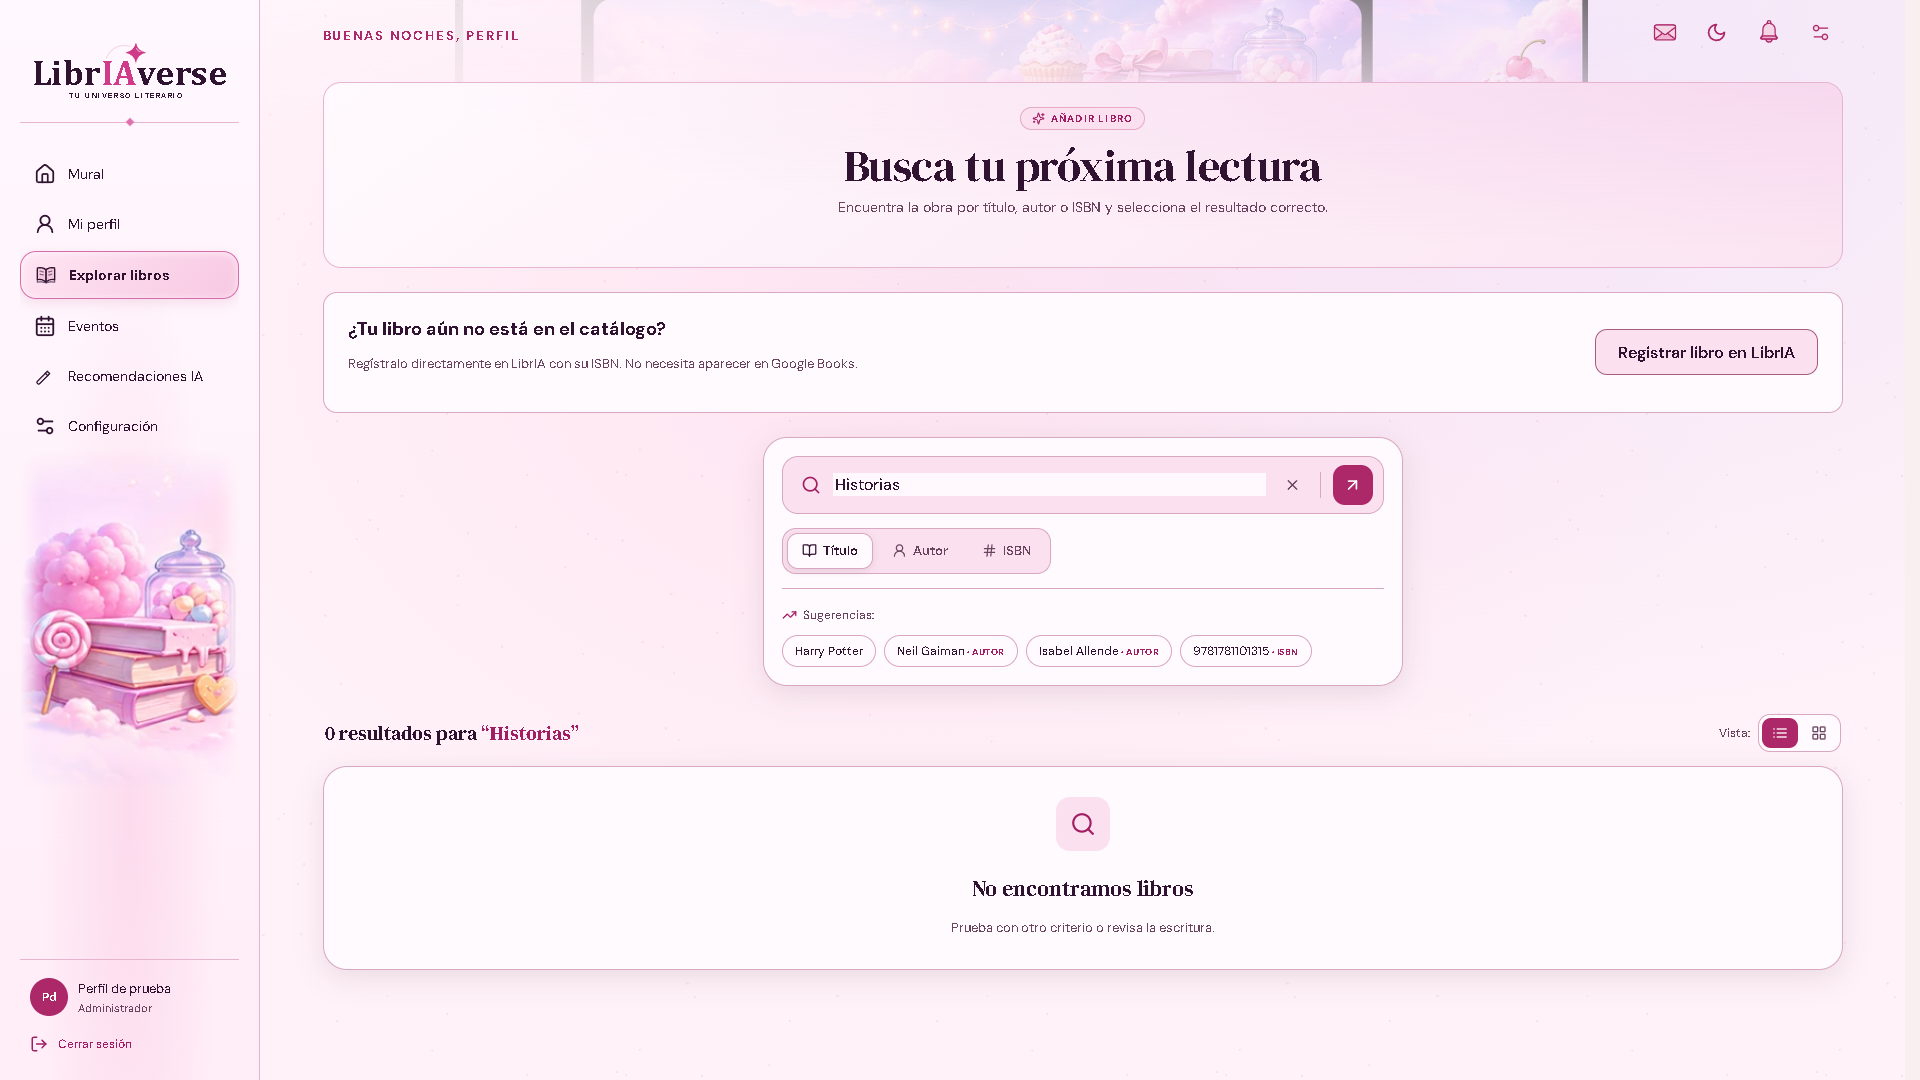 LibrIAverse
TU UNIVERSO LITERARIO
Mural
Mi perfil
Explorar libros
Eventos
Recomendaciones IA
Configuración
Pd
Perfil de prueba
Administrador
Cerrar sesión
BUENAS NOCHES, PERFIL
AÑADIR LIBRO
Busca tu próxima lectura
Encuentra la obra por título, autor o ISBN y selecciona el resultado correcto.
¿Tu libro aún no está en el catálogo?
Regístralo directamente en LibrIA con su ISBN. No necesita aparecer en Google Books.
Registrar libro en LibrIA
Historias
Título Autor ISBN
Sugerencias:
Harry Potter Neil Gaiman · AUTOR Isabel Allende · AUTOR 9781781101315 · ISBN
0 resultados para “Historias”
Vista:
No encontramos libros
Prueba con otro criterio o revisa la escritura.